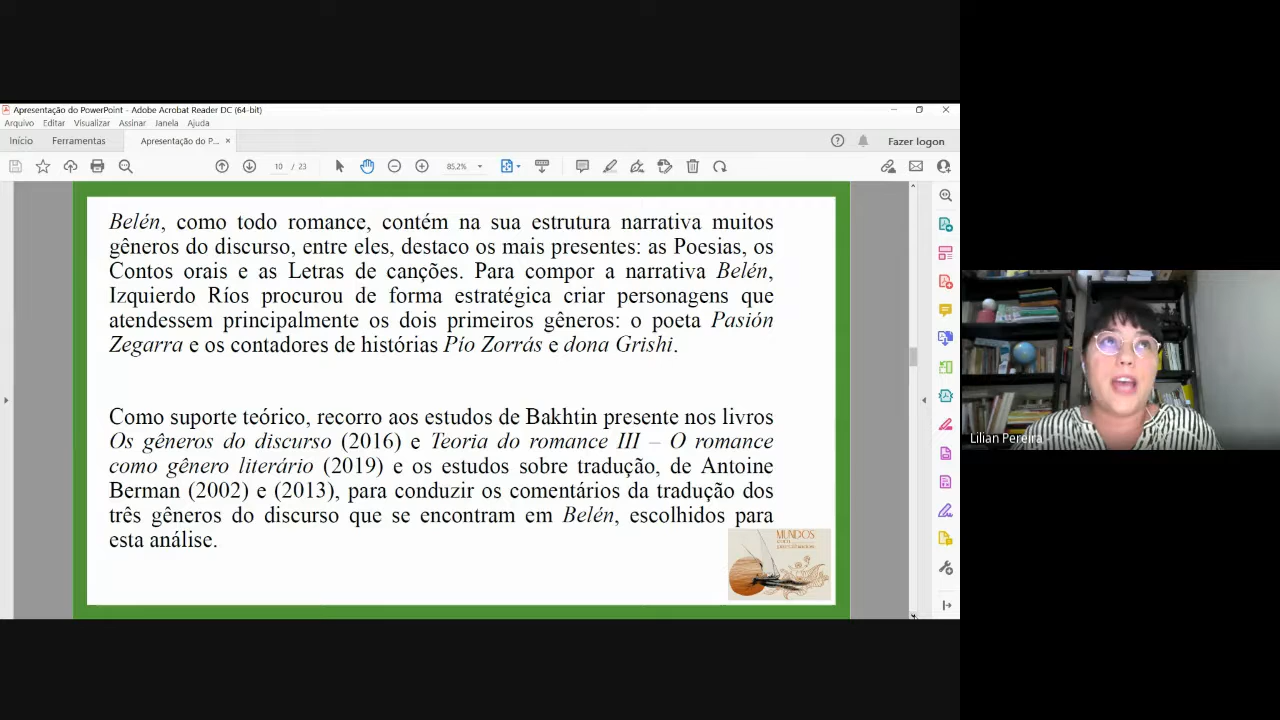 Apresentação do PowerPoint - Adobe Acrobat Reader DC (64-bit)
Arquivo Editar Visualizar Assinar Janela Ajuda
Início Ferramentas Apresentação do P... × Fazer logon
10 / 23 85,2%
Belén, como todo romance, contém na sua estrutura narrativa muitos
gêneros do discurso, entre eles, destaco os mais presentes: as Poesias, os
Contos orais e as Letras de canções. Para compor a narrativa Belén,
Izquierdo Ríos procurou de forma estratégica criar personagens que
atendessem principalmente os dois primeiros gêneros: o poeta Pasión
Zegarra e os contadores de histórias Pío Zorrás e dona Grishi.
Como suporte teórico, recorro aos estudos de Bakhtin presente nos livros
Os gêneros do discurso (2016) e Teoria do romance III – O romance
como gênero literário (2019) e os estudos sobre tradução, de Antoine
Berman (2002) e (2013), para conduzir os comentários da tradução dos
três gêneros do discurso que se encontram em Belén, escolhidos para
esta análise.
MUNDOS
Lilian Pereira